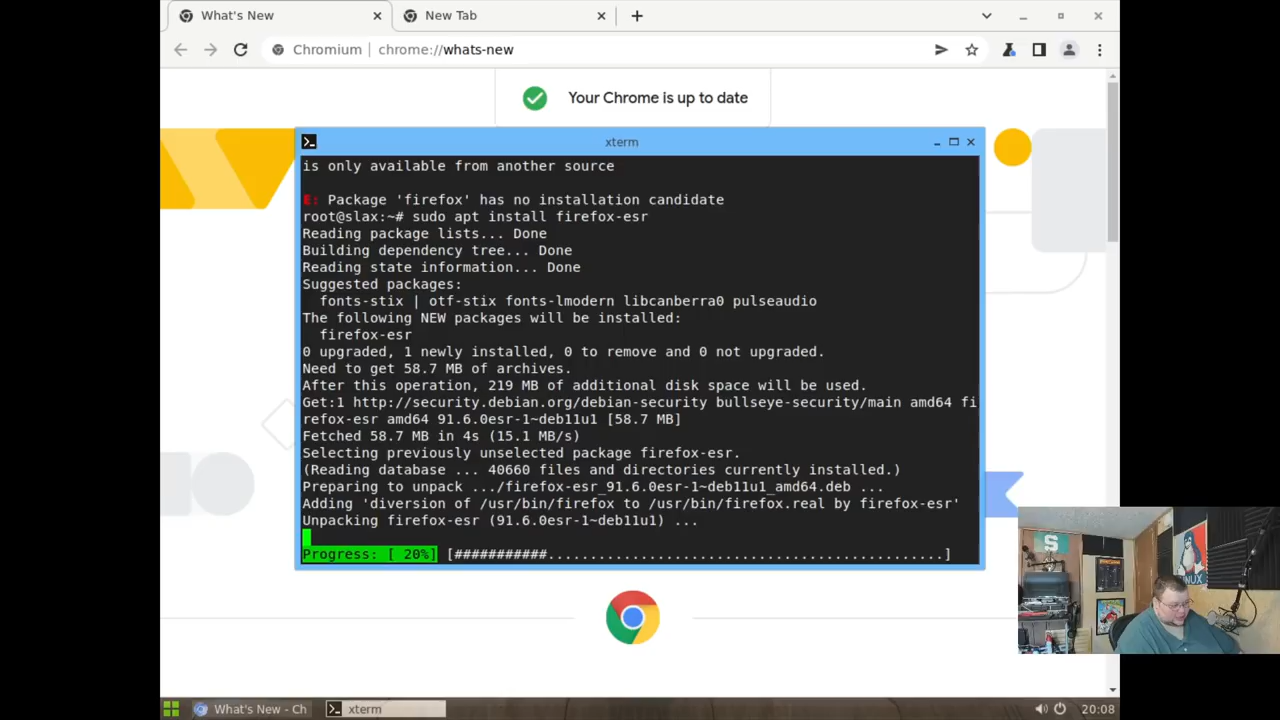 What's New
New Tab
Chromium | chrome://whats-new
Your Chrome is up to date
xterm
is only available from another source
E: Package 'firefox' has no installation candidate
root@slax:~# sudo apt install firefox-esr
Reading package lists... Done
Building dependency tree... Done
Reading state information... Done
Suggested packages:
fonts-stix | otf-stix fonts-lmodern libcanberra0 pulseaudio
The following NEW packages will be installed:
firefox-esr
0 upgraded, 1 newly installed, 0 to remove and 0 not upgraded.
Need to get 58.7 MB of archives.
After this operation, 219 MB of additional disk space will be used.
Get:1 http://security.debian.org/debian-security bullseye-security/main amd64 fi
refox-esr amd64 91.6.0esr-1~deb11u1 [58.7 MB]
Fetched 58.7 MB in 4s (15.1 MB/s)
Selecting previously unselected package firefox-esr.
(Reading database ... 40660 files and directories currently installed.)
Preparing to unpack .../firefox-esr_91.6.0esr-1~deb11u1_amd64.deb ...
Adding 'diversion of /usr/bin/firefox to /usr/bin/firefox.real by firefox-esr'
Unpacking firefox-esr (91.6.0esr-1~deb11u1) ...
Progress: [ 20%] [###########...............................................]
S
LINUX
What's New - Ch
xterm
20:08